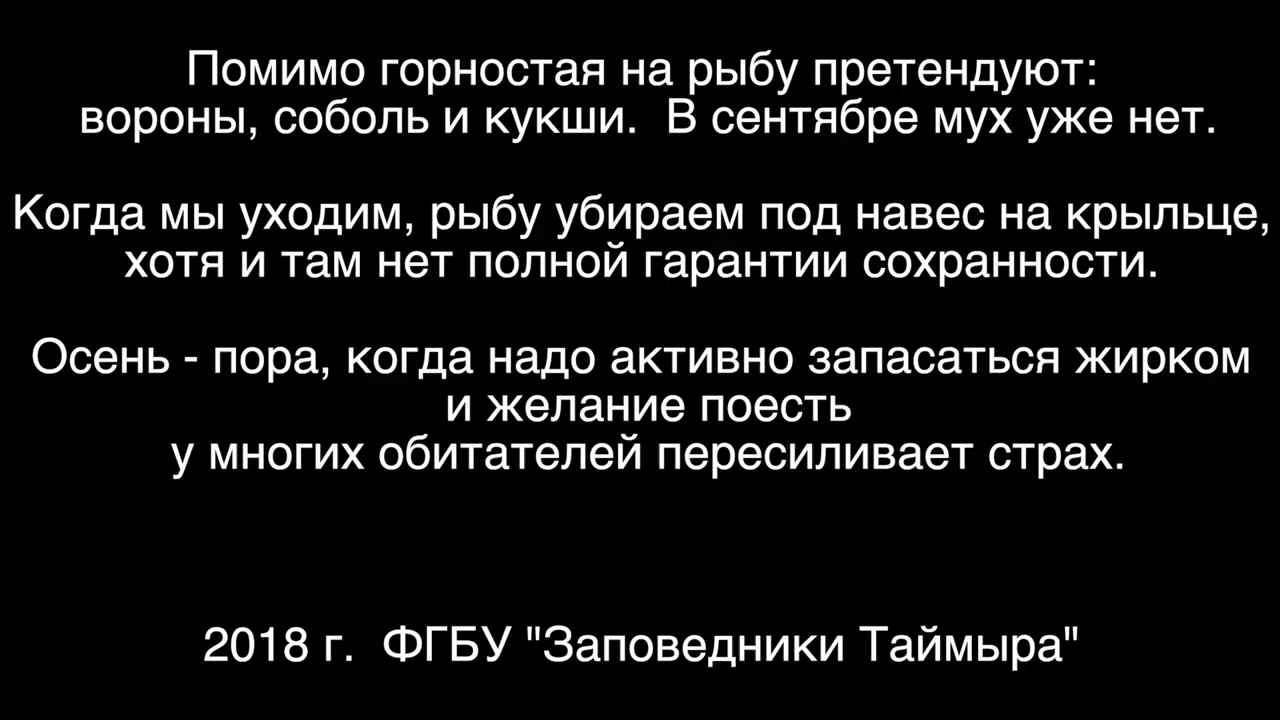 Помимо горностая на рыбу претендуют:
вороны, соболь и кукши.  В сентябре мух уже нет.
Когда мы уходим, рыбу убираем под навес на крыльце,
хотя и там нет полной гарантии сохранности.
Осень - пора, когда надо активно запасаться жирком
и желание поесть
у многих обитателей пересиливает страх.
2018 г.  ФГБУ "Заповедники Таймыра"